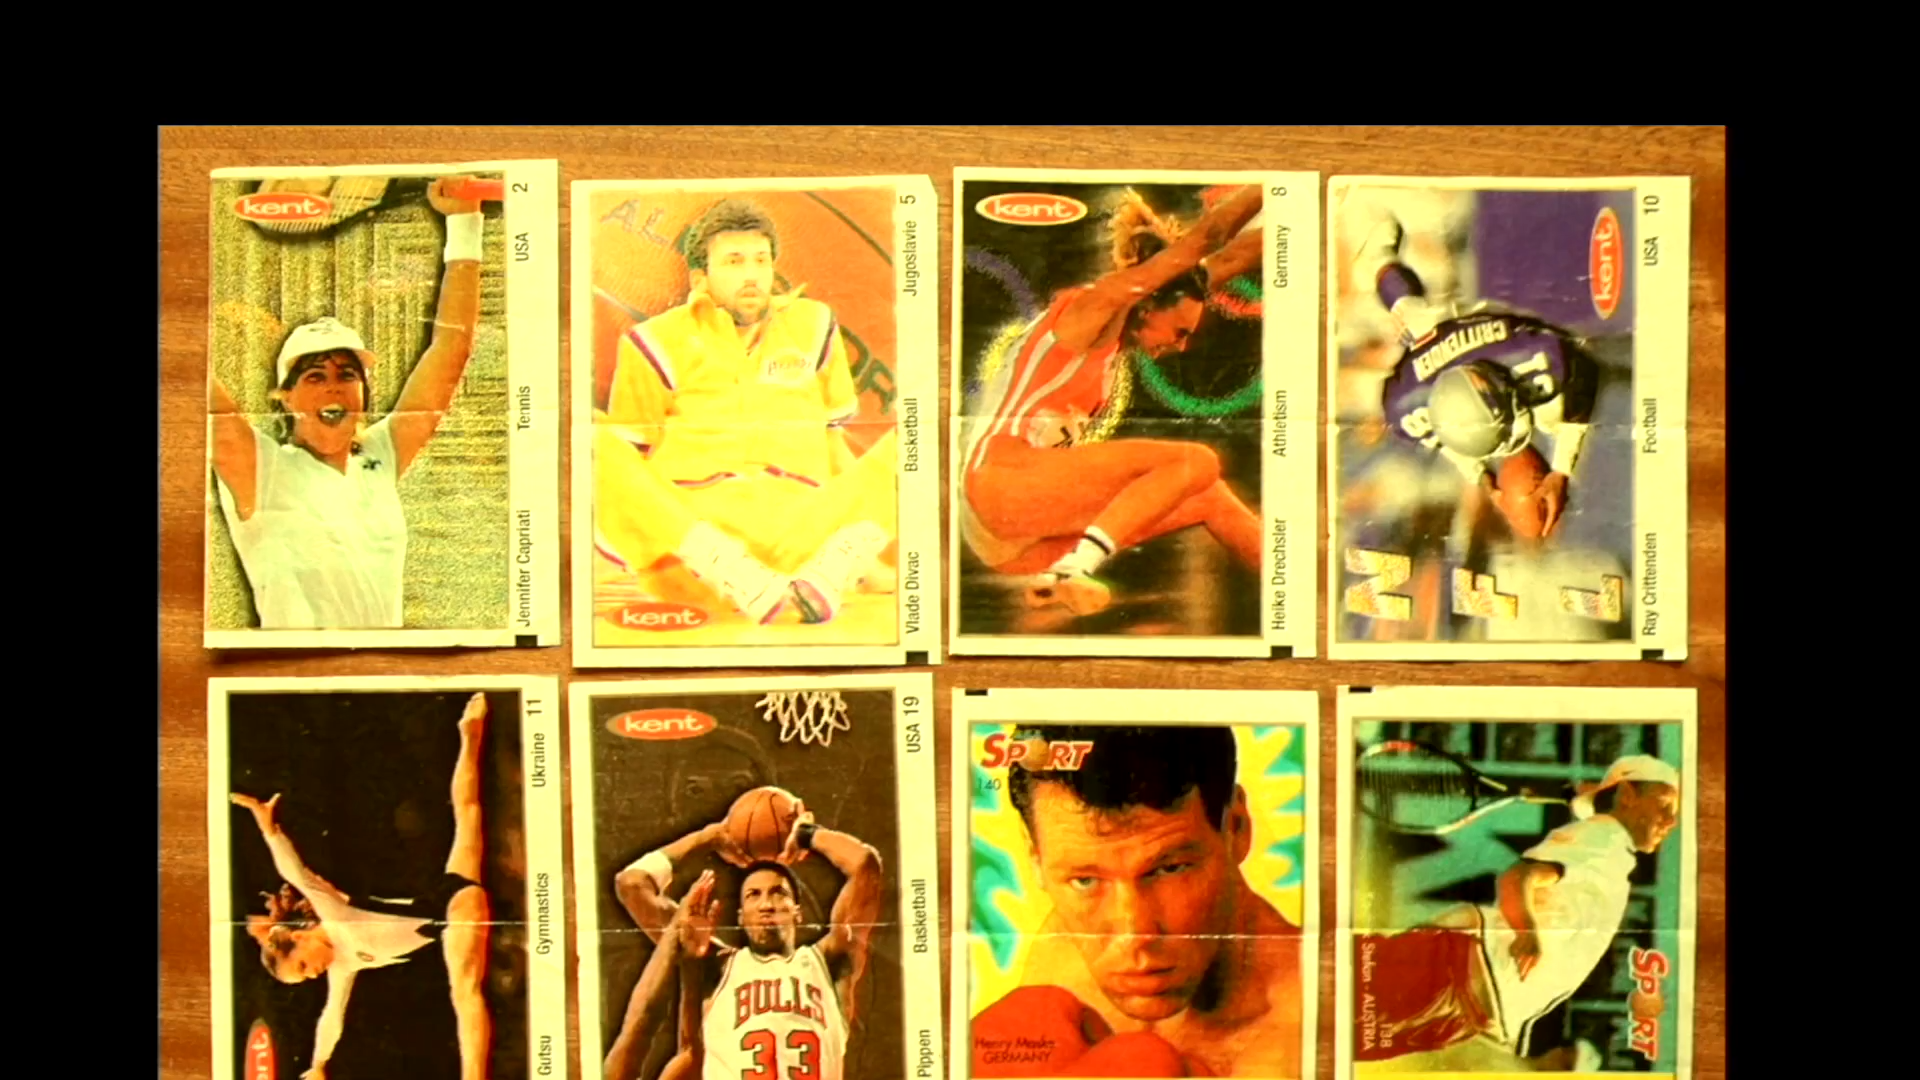 kent
Jennifer Capriati Tennis USA 2
Vlade Divac Basketball Jugoslavie 5
kent
kent
Heike Drechsler Athletism Germany 8
kent
CRITTENDEN
N F L
Ray Crittenden Football USA 10
kent
Gutsu Gymnastics Ukraine 11
kent
BULLS
33
Pippen Basketball USA 19
SPORT
140
Henry Maske
GERMANY
SPORT
138
AUSTRIA